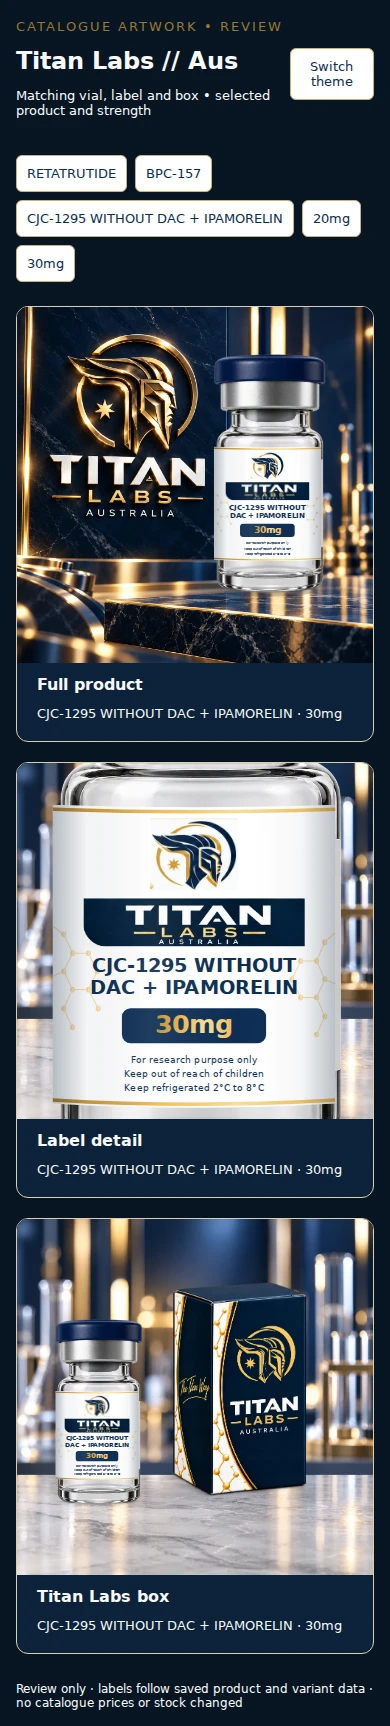 CATALOGUE ARTWORK • REVIEW
Titan Labs // Aus
Switch
theme
Matching vial, label and box • selected
product and strength
RETATRUTIDE
BPC-157
CJC-1295 WITHOUT DAC + IPAMORELIN
20mg
30mg
TITAN
LABS
AUSTRALIA
TITAN
LABS
CJC-1295 WITHOUT
DAC + IPAMORELIN
30mg
Full product
CJC-1295 WITHOUT DAC + IPAMORELIN · 30mg
TITAN
LABS
AUSTRALIA
CJC-1295 WITHOUT
DAC + IPAMORELIN
30mg
For research purpose only
Keep out of reach of children
Keep refrigerated 2°C to 8°C
Label detail
CJC-1295 WITHOUT DAC + IPAMORELIN · 30mg
TITAN
LABS
CJC-1295 WITHOUT
DAC + IPAMORELIN
30mg
The Titan Way
TITAN
LABS
AUSTRALIA
Titan Labs box
CJC-1295 WITHOUT DAC + IPAMORELIN · 30mg
Review only · labels follow saved product and variant data ·
no catalogue prices or stock changed